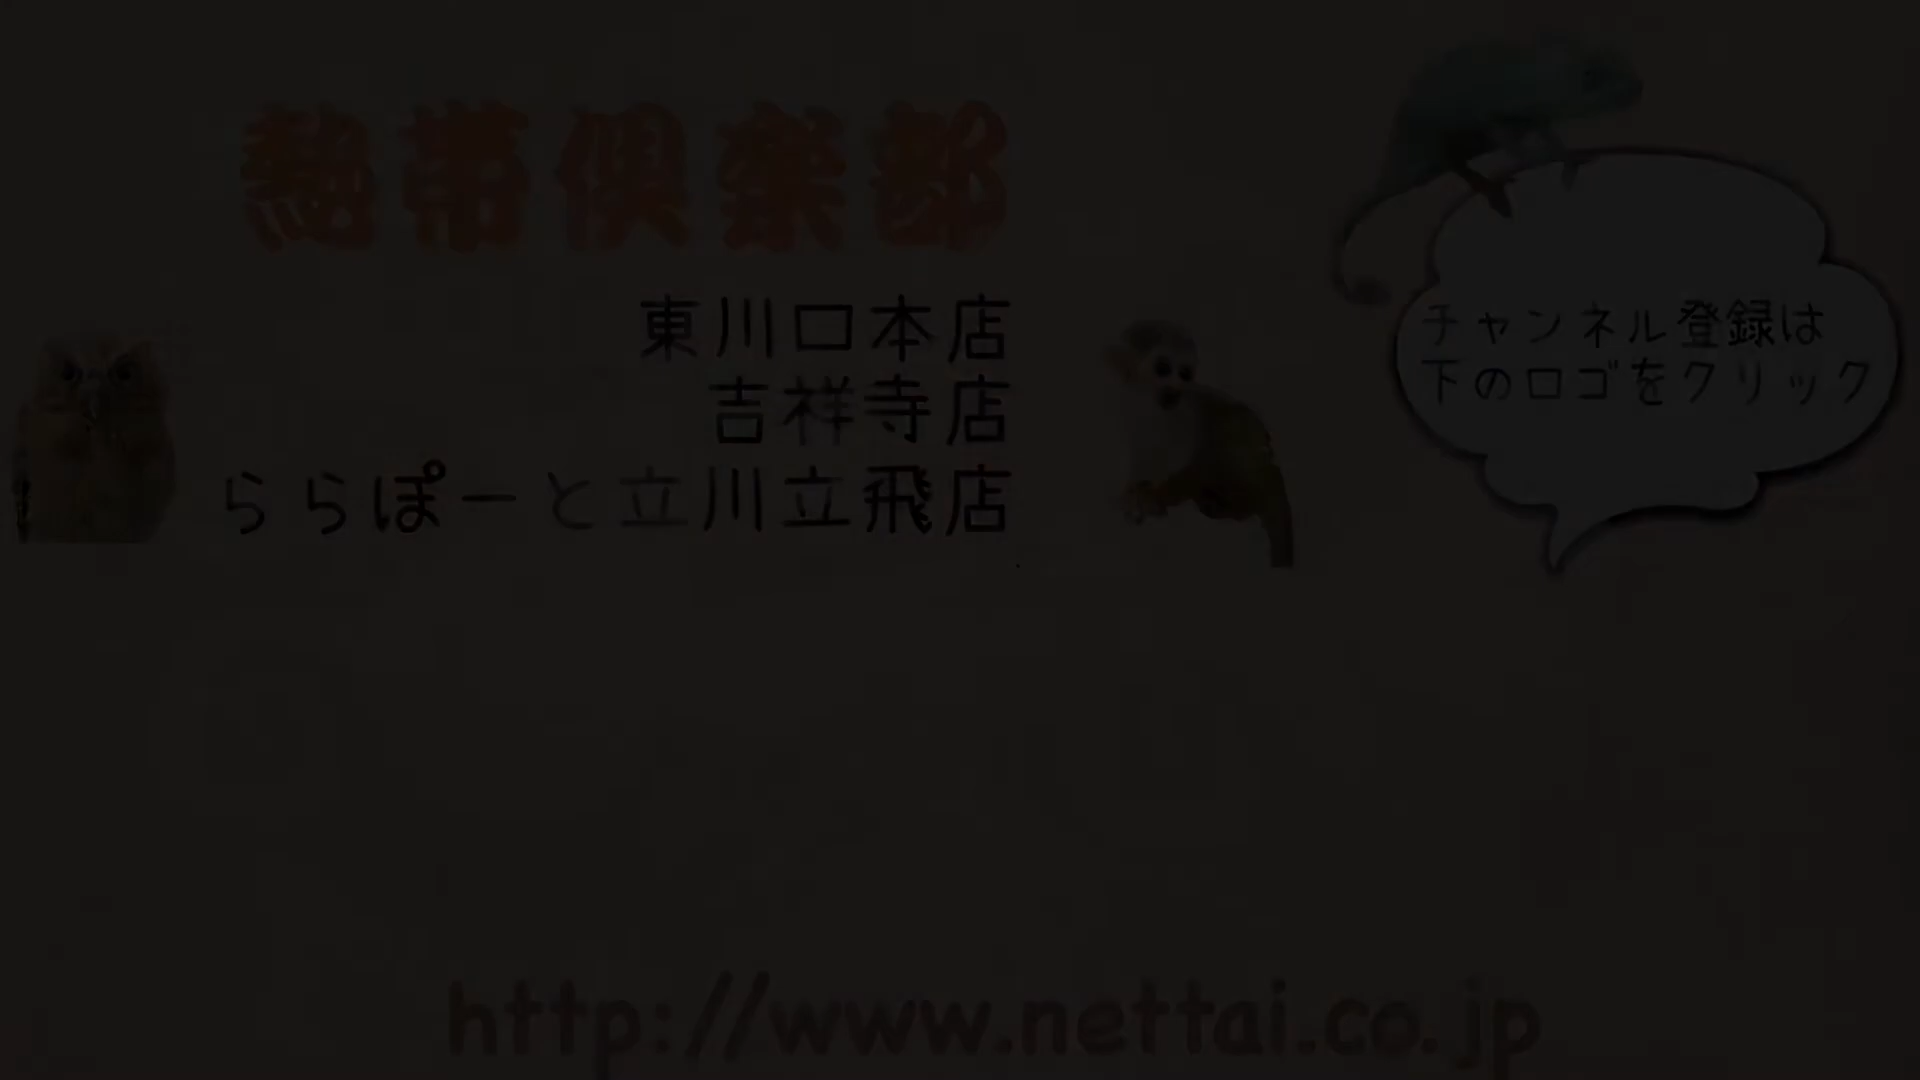 熱帯倶楽部
東川口本店
吉祥寺店
ららぽーと立川立飛店
チャンネル登録は
下のロゴをクリック
http://www.nettai.co.jp